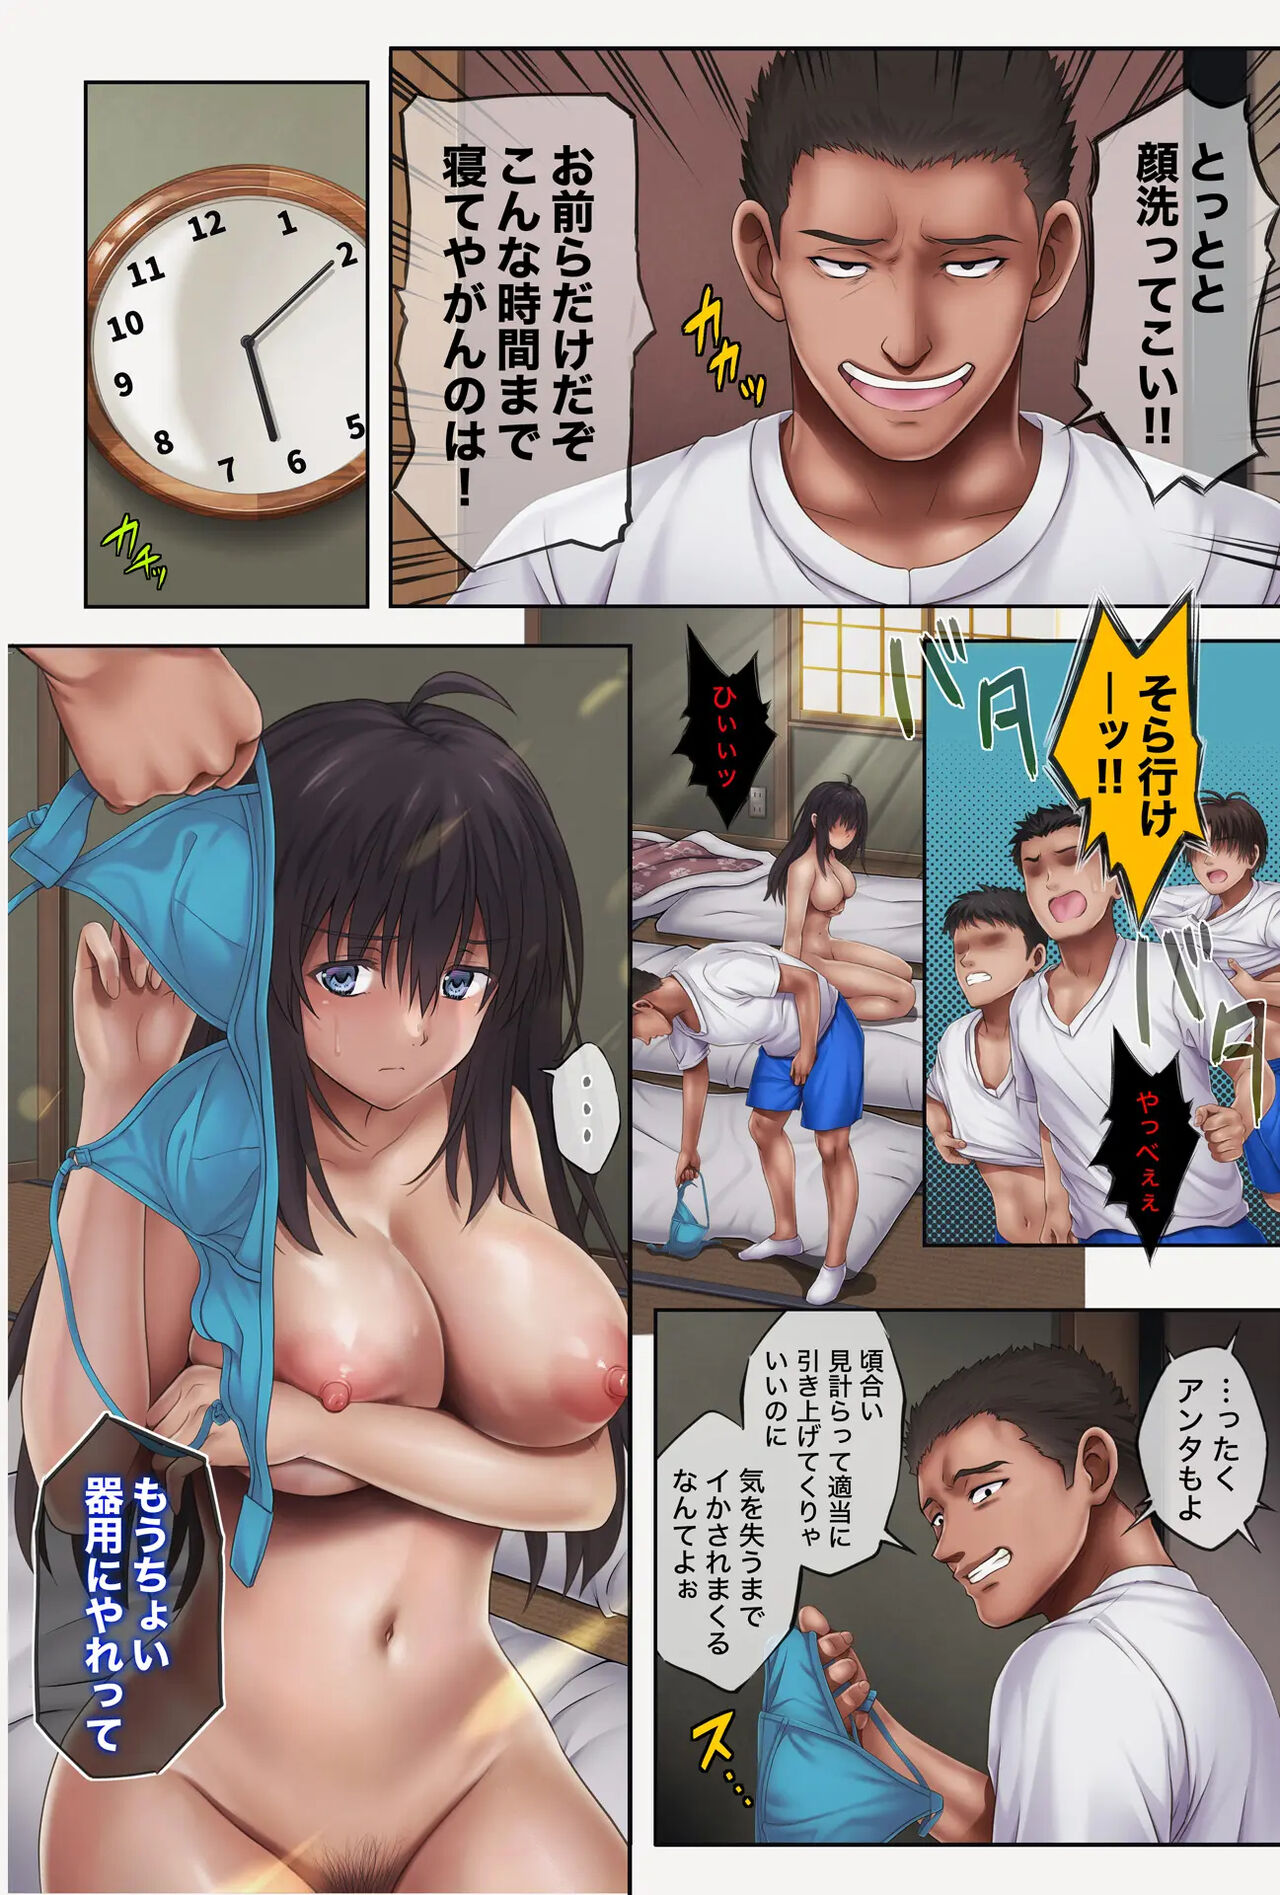 とっとと
顔洗ってこい!!
お前らだけだぞ
こんな時間まで
寝てやがんのは!
カカッ
12
1
2
11
10
9
8
7
6
5
カチッ
そら行け
ーッ!!
バタ
バタ
やっべぇぇ
ひぃぃッ
…ったく
アンタもよ
頃合い
見計らって適当に
引き上げてくりゃ
いいのに
気を失うまで
イかされまくる
なんてよぉ
ス…
・・・
もうちょい
器用にやれって